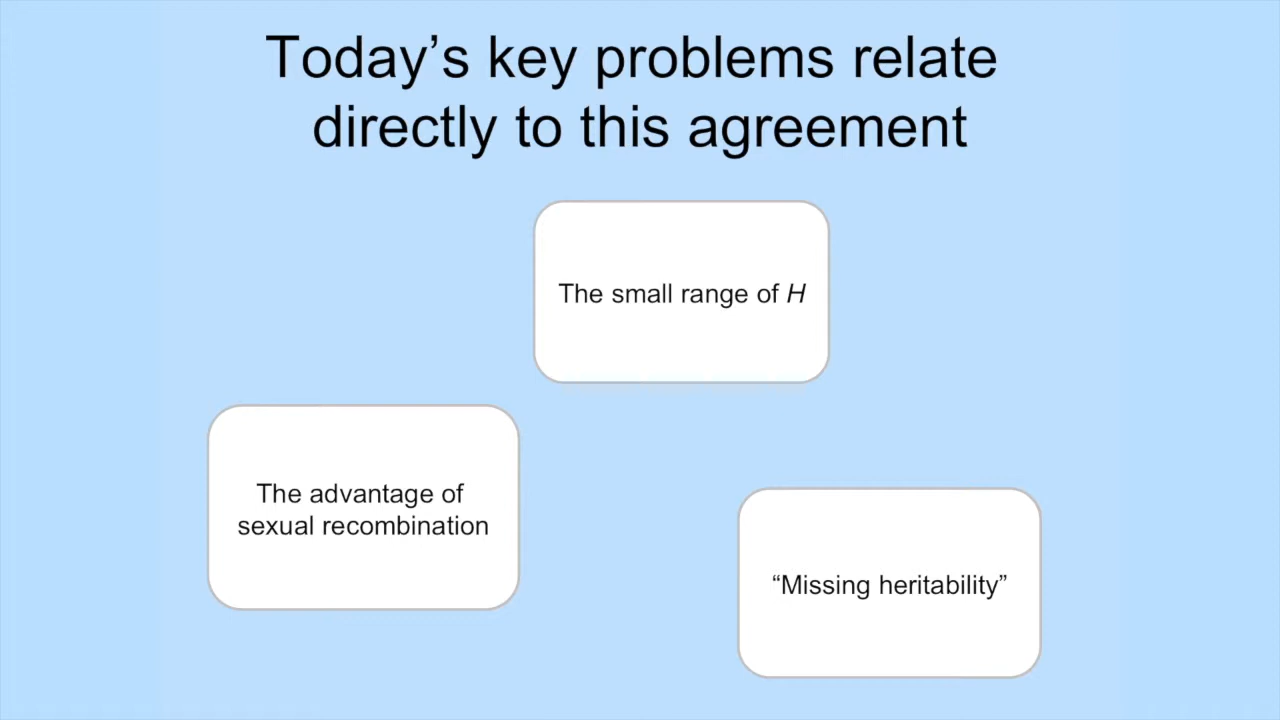 Today’s key problems relate
directly to this agreement
The small range of H
The advantage of
sexual recombination
“Missing heritability”